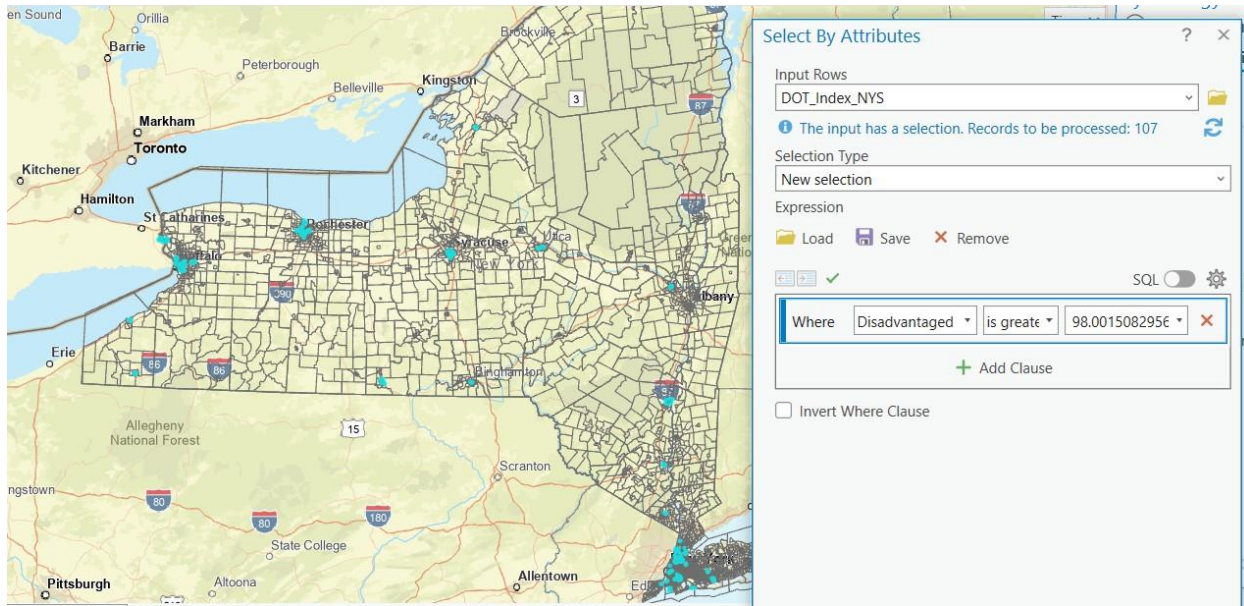 en Sound
Orillia
Barrie
Brockville
Peterborough
Belleville
Kingston
3
87
Markham
Toronto
Kitchener
Hamilton
St Catharines
Rochester
Syracuse
Utica
New York
390
Albany
Erie
86
86
Binghamton
Allegheny
National Forest
15
Scranton
ngstown
80
80
180
State College
Pittsburgh
Altoona
Allentown
Select By Attributes
?
Input Rows
DOT_Index_NYS
The input has a selection. Records to be processed: 107
Selection Type
New selection
Expression
Load Save Remove
SQL
Where Disadvantaged is greate 98.0015082956
Add Clause
Invert Where Clause